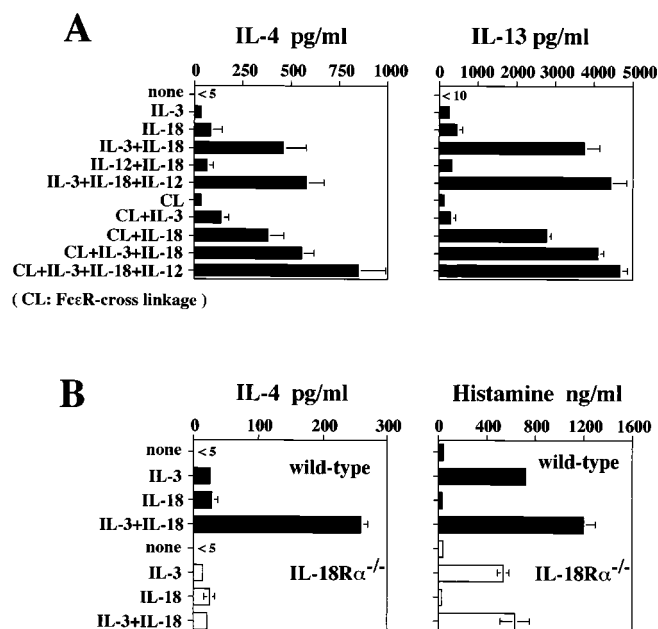 A
IL-4 pg/ml
IL-13 pg/ml
0 250 500 750 1000
0 1000 2000 3000 4000 5000
none <5 <10
IL-3
IL-18
IL-3+IL-18
IL-12+IL-18
IL-3+IL-18+IL-12
CL
CL+IL-3
CL+IL-18
CL+IL-3+IL-18
CL+IL-3+IL-18+IL-12
( CL: FcεR-cross linkage )
B
IL-4 pg/ml
Histamine ng/ml
0 100 200 300
0 400 800 1200 1600
none <5
wild-type wild-type
IL-3
IL-18
IL-3+IL-18
none <5
IL-3 IL-18Rα-/- IL-18Rα-/-
IL-18
IL-3+IL-18